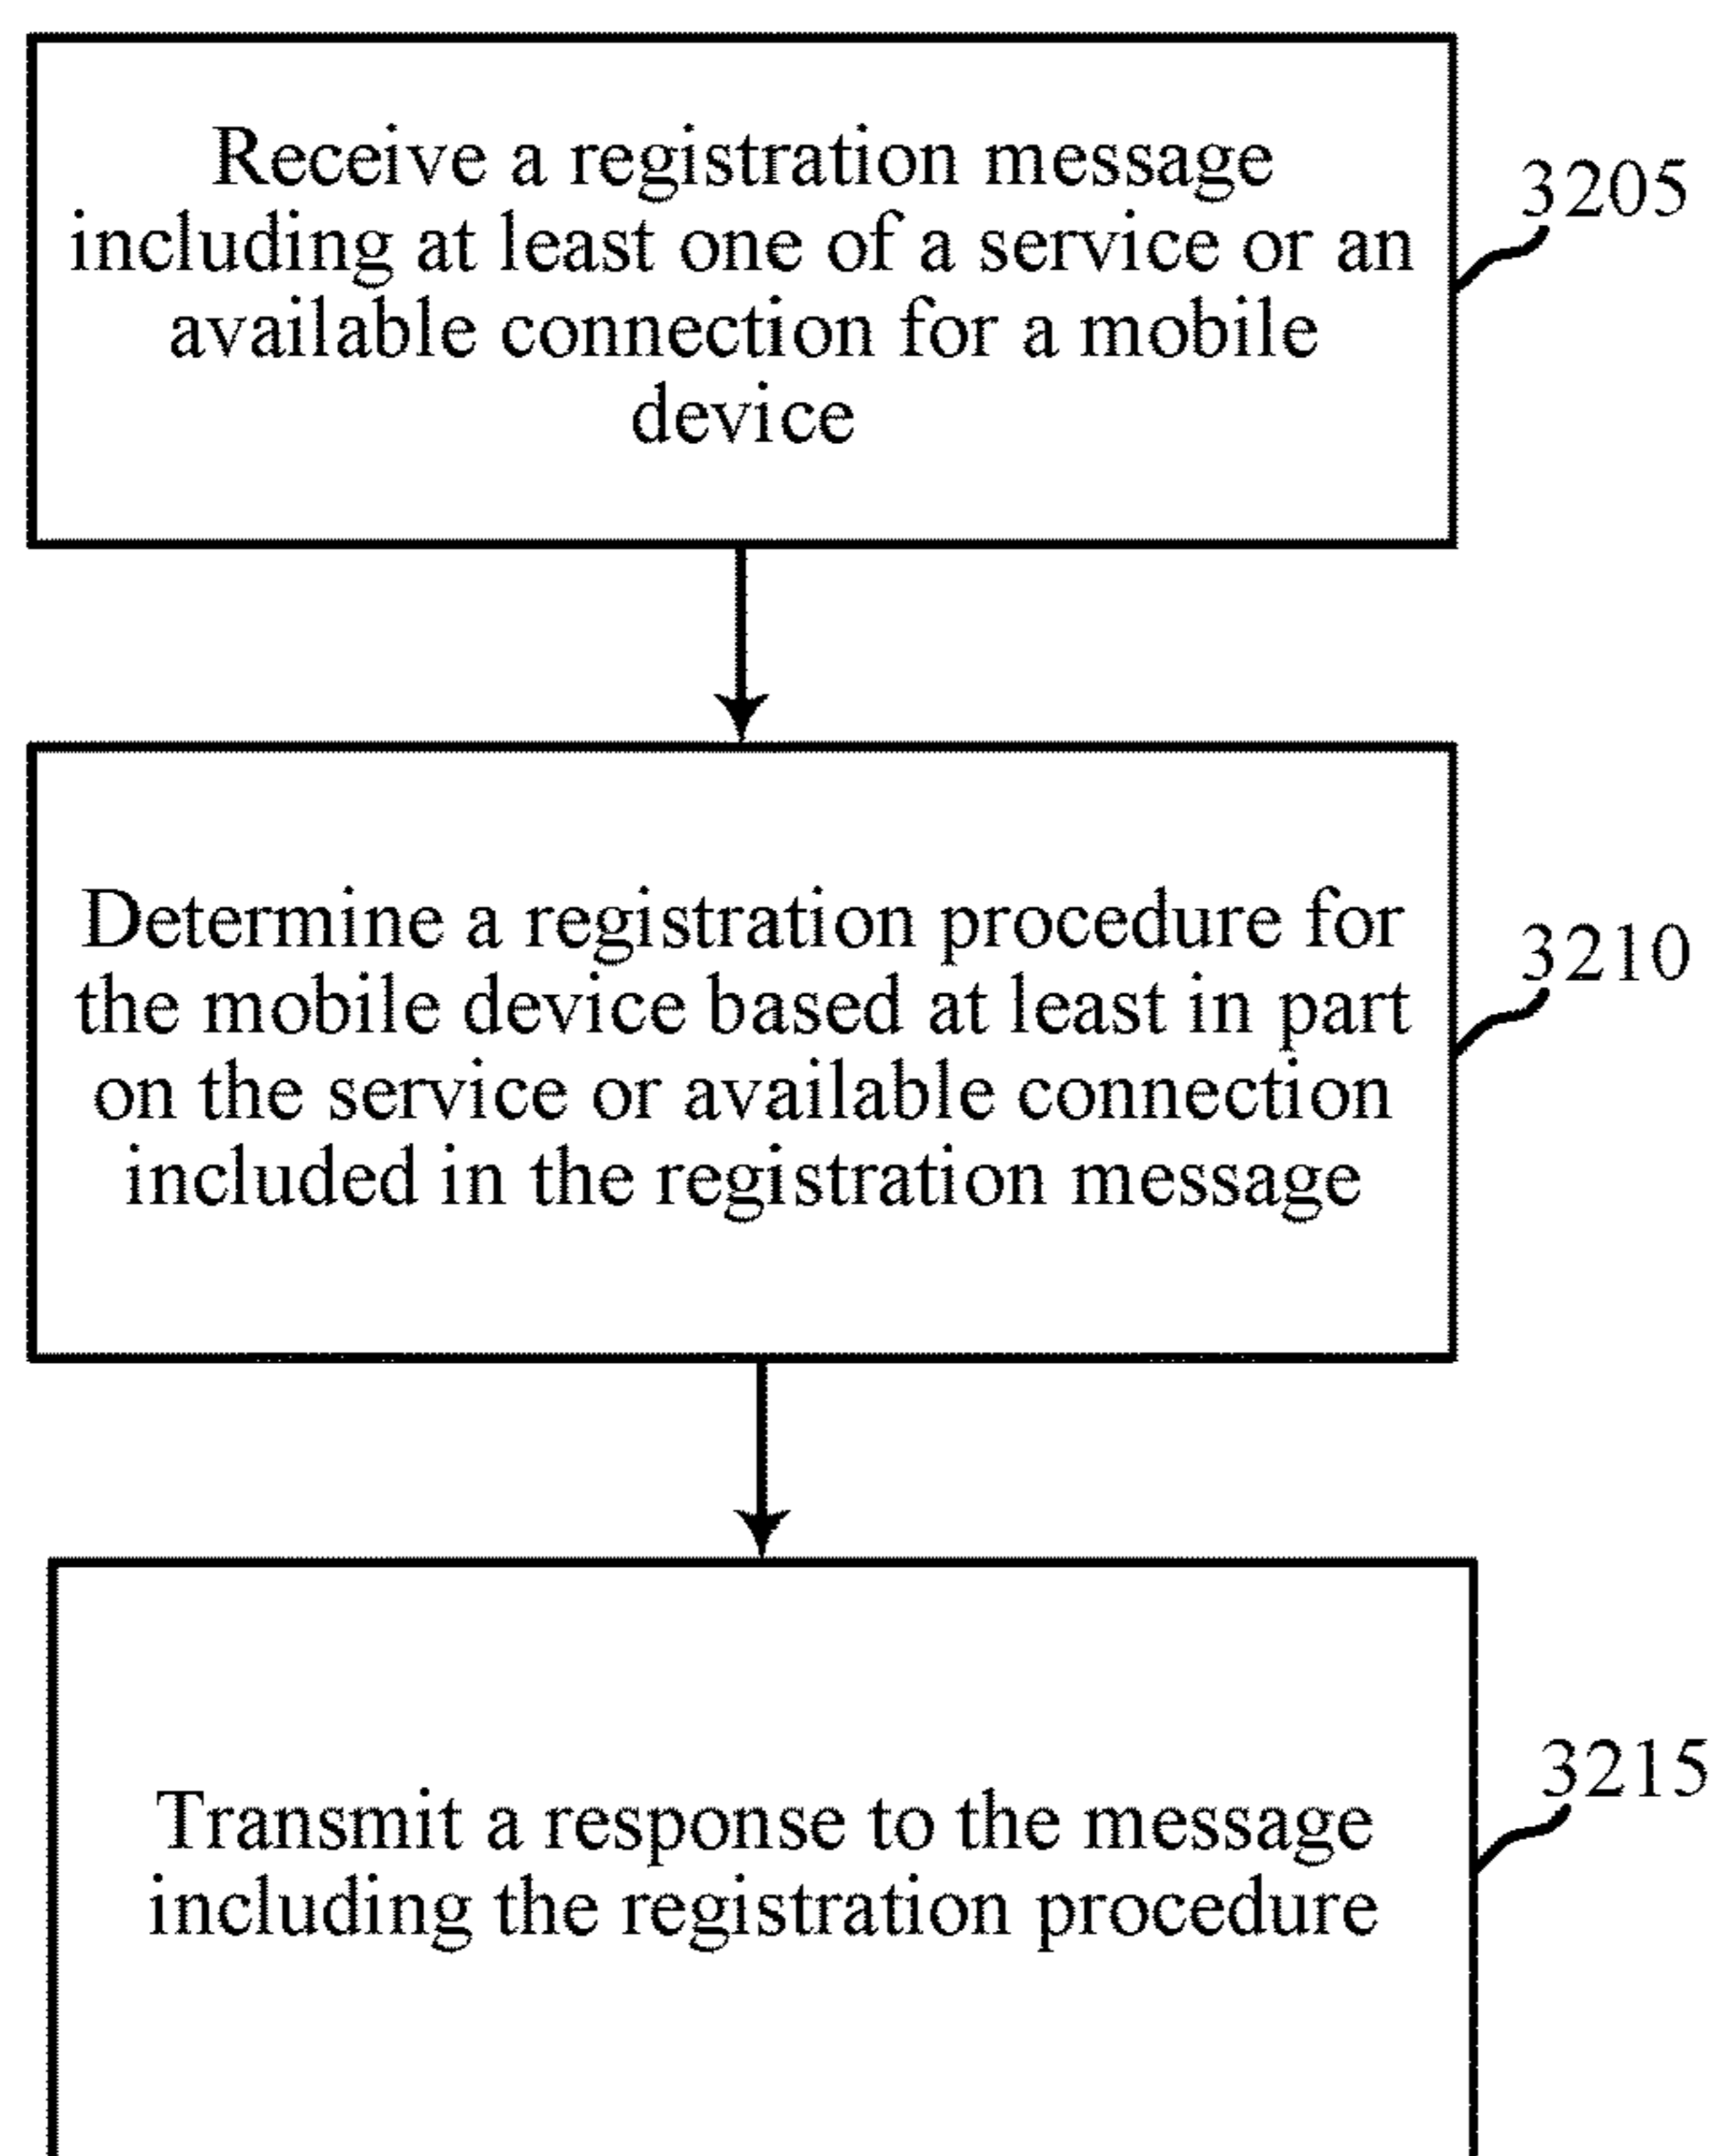 Receive a registration message
including at least one of a service or an
available connection for a mobile
device
3205
Determine a registration procedure for
the mobile device based at least in part
on the service or available connection
included in the registration message
3210
Transmit a response to the message
including the registration procedure
3215